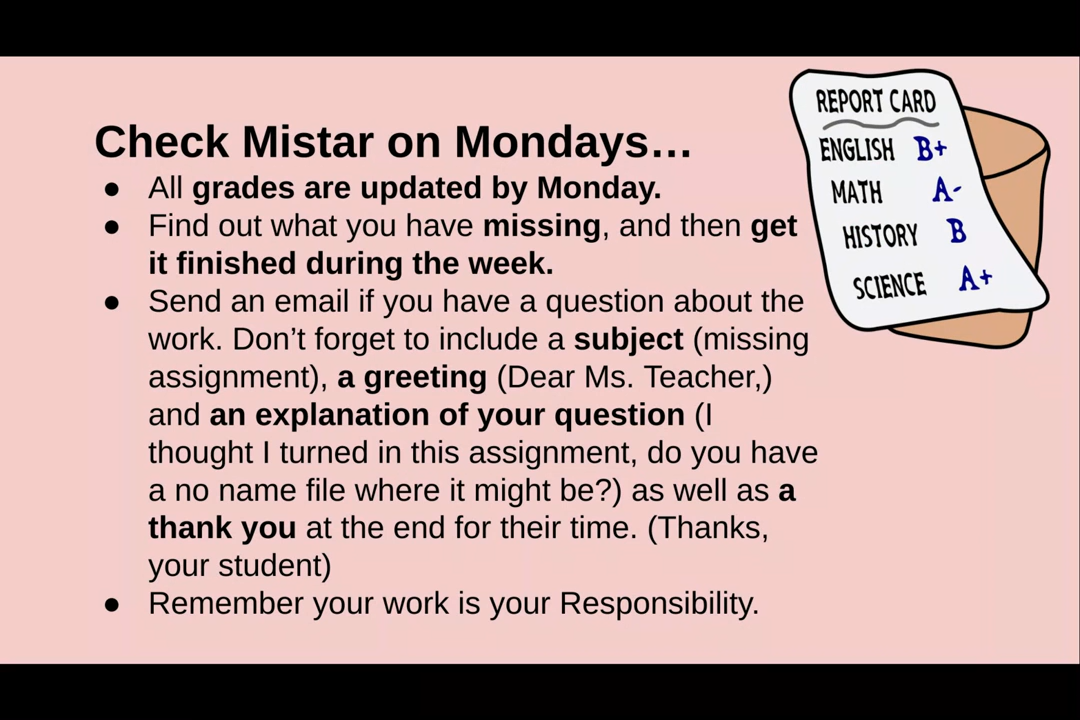 Check Mistar on Mondays…
● All grades are updated by Monday.
● Find out what you have missing, and then get
it finished during the week.
● Send an email if you have a question about the
work. Don’t forget to include a subject (missing
assignment), a greeting (Dear Ms. Teacher,)
and an explanation of your question (I
thought I turned in this assignment, do you have
a no name file where it might be?) as well as a
thank you at the end for their time. (Thanks,
your student)
● Remember your work is your Responsibility.
REPORT CARD
ENGLISH B+
MATH A-
HISTORY B
SCIENCE A+